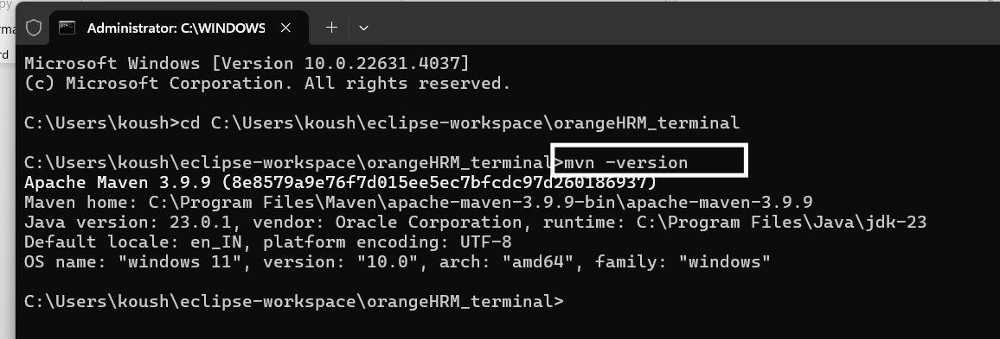 py
rma
rd
Administrator: C:\WINDOWS
Microsoft Windows [Version 10.0.22631.4037]
(c) Microsoft Corporation. All rights reserved.
C:\Users\koush>cd C:\Users\koush\eclipse-workspace\orangeHRM_terminal
C:\Users\koush\eclipse-workspace\orangeHRM_terminal>mvn -version
Apache Maven 3.9.9 (8e8579a9e76f7d015ee5ec7bfcdc97d260186937)
Maven home: C:\Program Files\Maven\apache-maven-3.9.9-bin\apache-maven-3.9.9
Java version: 23.0.1, vendor: Oracle Corporation, runtime: C:\Program Files\Java\jdk-23
Default locale: en_IN, platform encoding: UTF-8
OS name: "windows 11", version: "10.0", arch: "amd64", family: "windows"
C:\Users\koush\eclipse-workspace\orangeHRM_terminal>